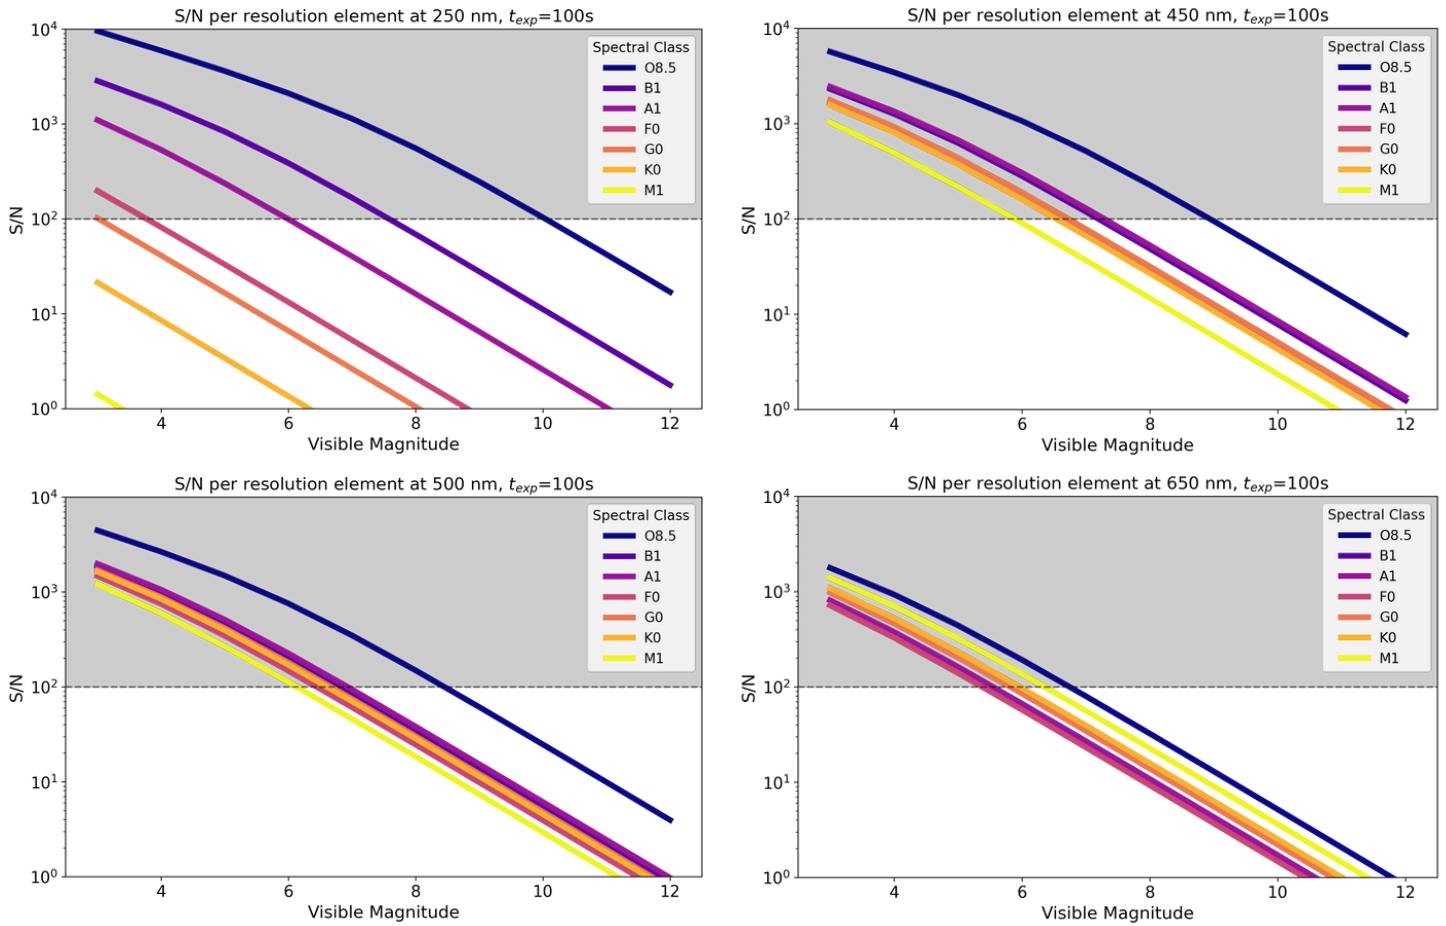 S/N per resolution element at 250 nm, t_exp=100s
S/N
10^4
10^3
10^2
10^1
10^0
Spectral Class
O8.5
B1
A1
F0
G0
K0
M1
4 6 8 10 12
Visible Magnitude
S/N per resolution element at 450 nm, t_exp=100s
S/N
10^4
10^3
10^2
10^1
10^0
Spectral Class
O8.5
B1
A1
F0
G0
K0
M1
4 6 8 10 12
Visible Magnitude
S/N per resolution element at 500 nm, t_exp=100s
S/N
10^4
10^3
10^2
10^1
10^0
Spectral Class
O8.5
B1
A1
F0
G0
K0
M1
4 6 8 10 12
Visible Magnitude
S/N per resolution element at 650 nm, t_exp=100s
S/N
10^4
10^3
10^2
10^1
10^0
Spectral Class
O8.5
B1
A1
F0
G0
K0
M1
4 6 8 10 12
Visible Magnitude